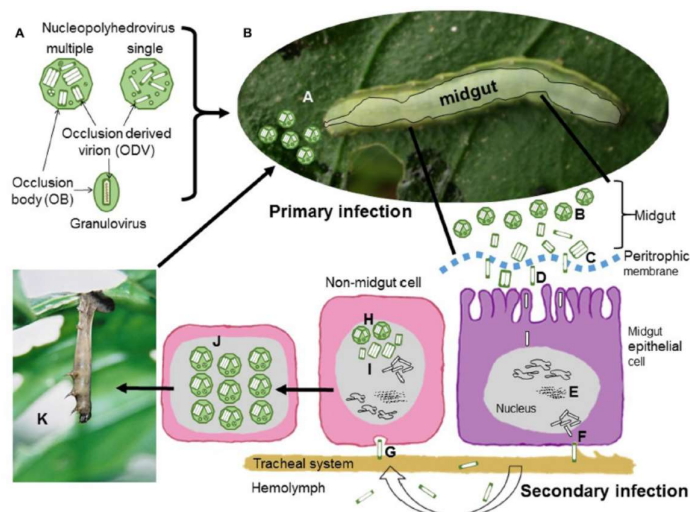 A
Nucleopolyhedrovirus
multiple single
Occlusion derived
virion (ODV)
Occlusion
body (OB)
Granulovirus
B
A
midgut
Primary infection
B
Midgut
C
Peritrophic
membrane
D
Non-midgut cell
H
I
J
K
Midgut
epithelial
cell
E
Nucleus
F
G
Tracheal system
Hemolymph
Secondary infection